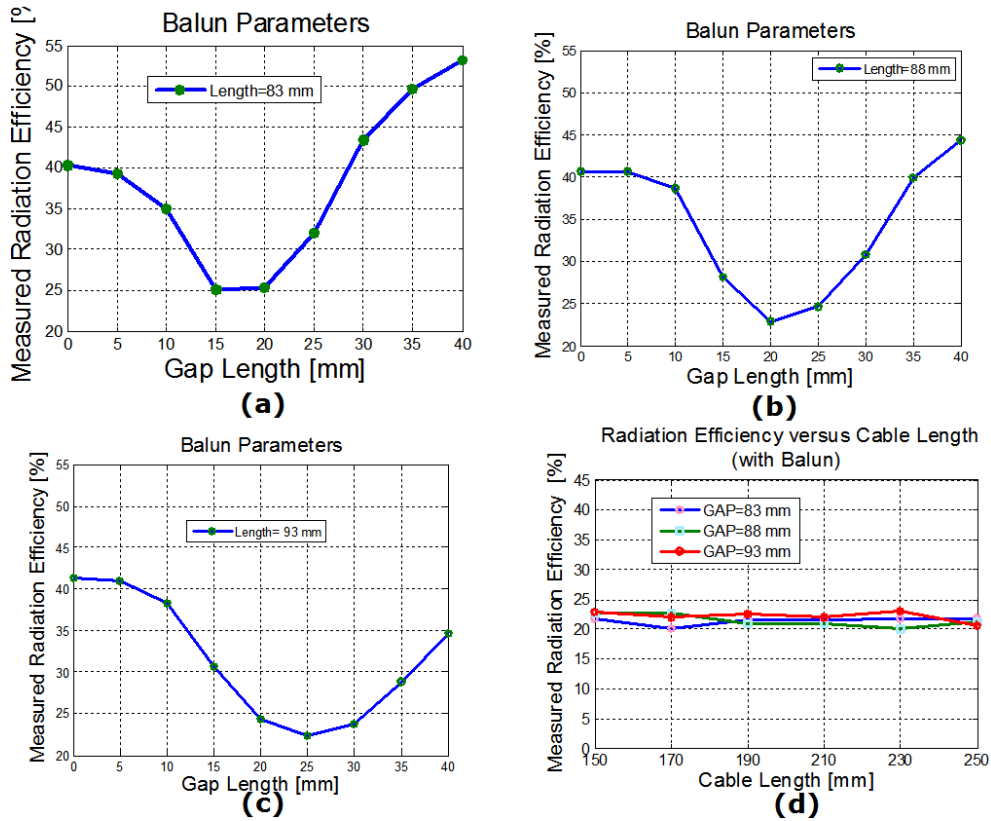 Balun Parameters
Measured Radiation Efficiency [%
55
50
45
40
35
30
25
20
Length=83 mm
0 5 10 15 20 25 30 35 40
Gap Length [mm]
(a)
Balun Parameters
Measured Radiation Efficiency [%]
55
50
45
40
35
30
25
20
Length=88 mm
0 5 10 15 20 25 30 35 40
Gap Length [mm]
(b)
Balun Parameters
Measured Radiation Efficiency [%]
55
50
45
40
35
30
25
20
Length= 93 mm
0 5 10 15 20 25 30 35 40
Gap Length [mm]
(c)
Radiation Efficiency versus Cable Length
(with Balun)
Measured Radiation Efficiency [%]
45
40
35
30
25
20
15
10
5
0
GAP=83 mm
GAP=88 mm
GAP=93 mm
150 170 190 210 230 250
Cable Length [mm]
(d)